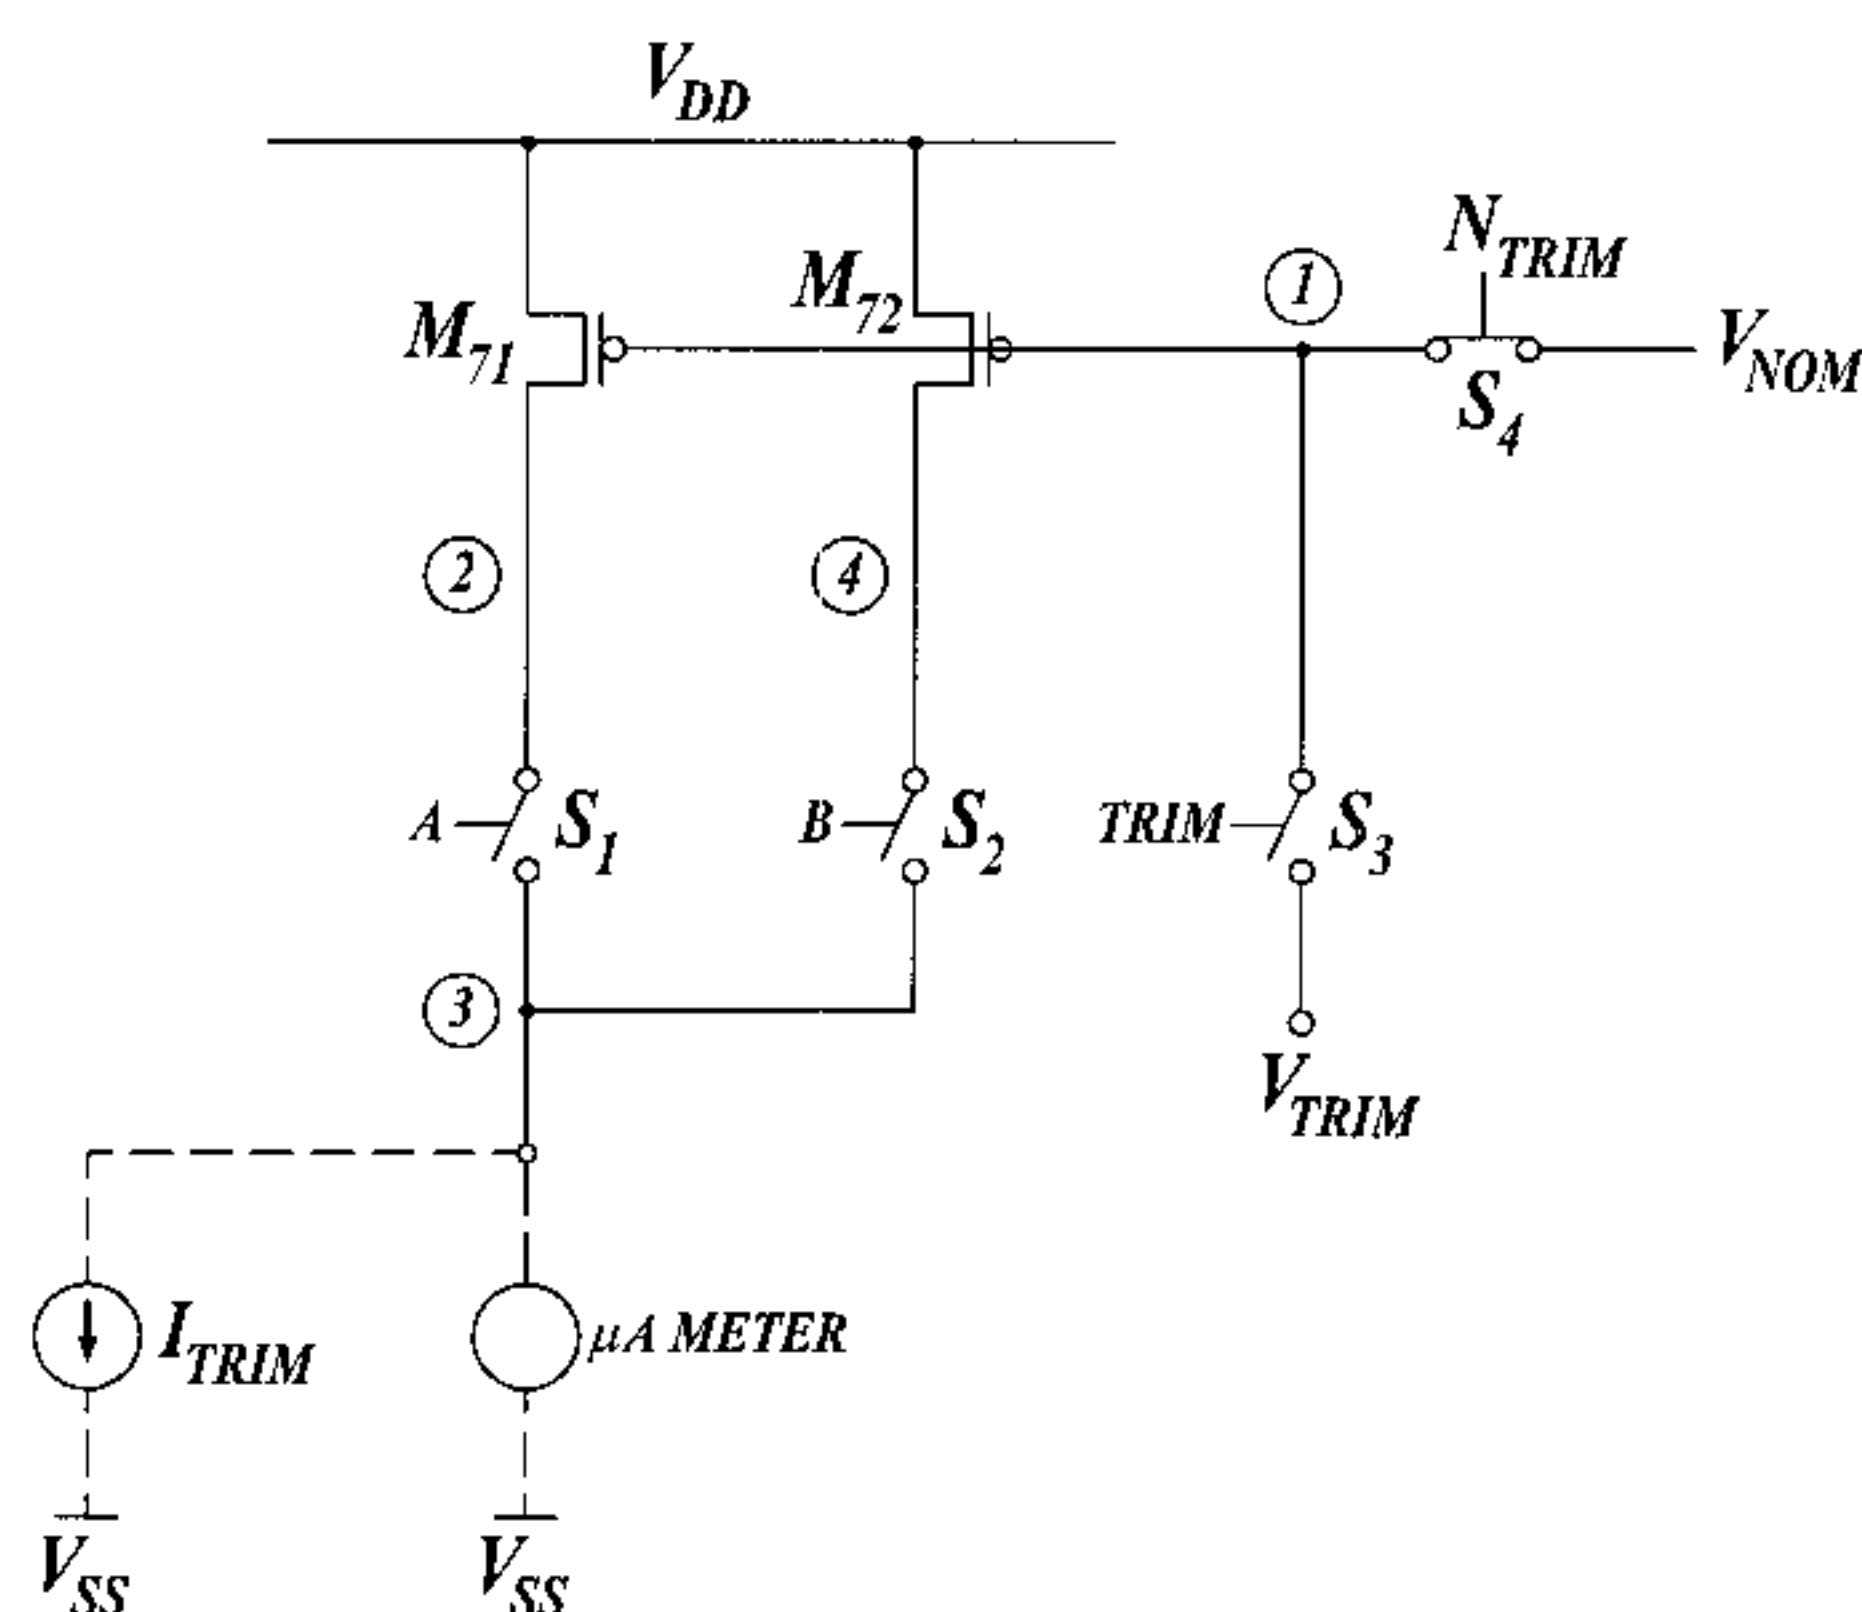 V_DD
N_TRIM
M_71
M_72
1
V_NOM
S_4
2
4
A
S_1
B
S_2
TRIM
S_3
3
V_TRIM
I_TRIM
μA METER
V_SS
V_SS